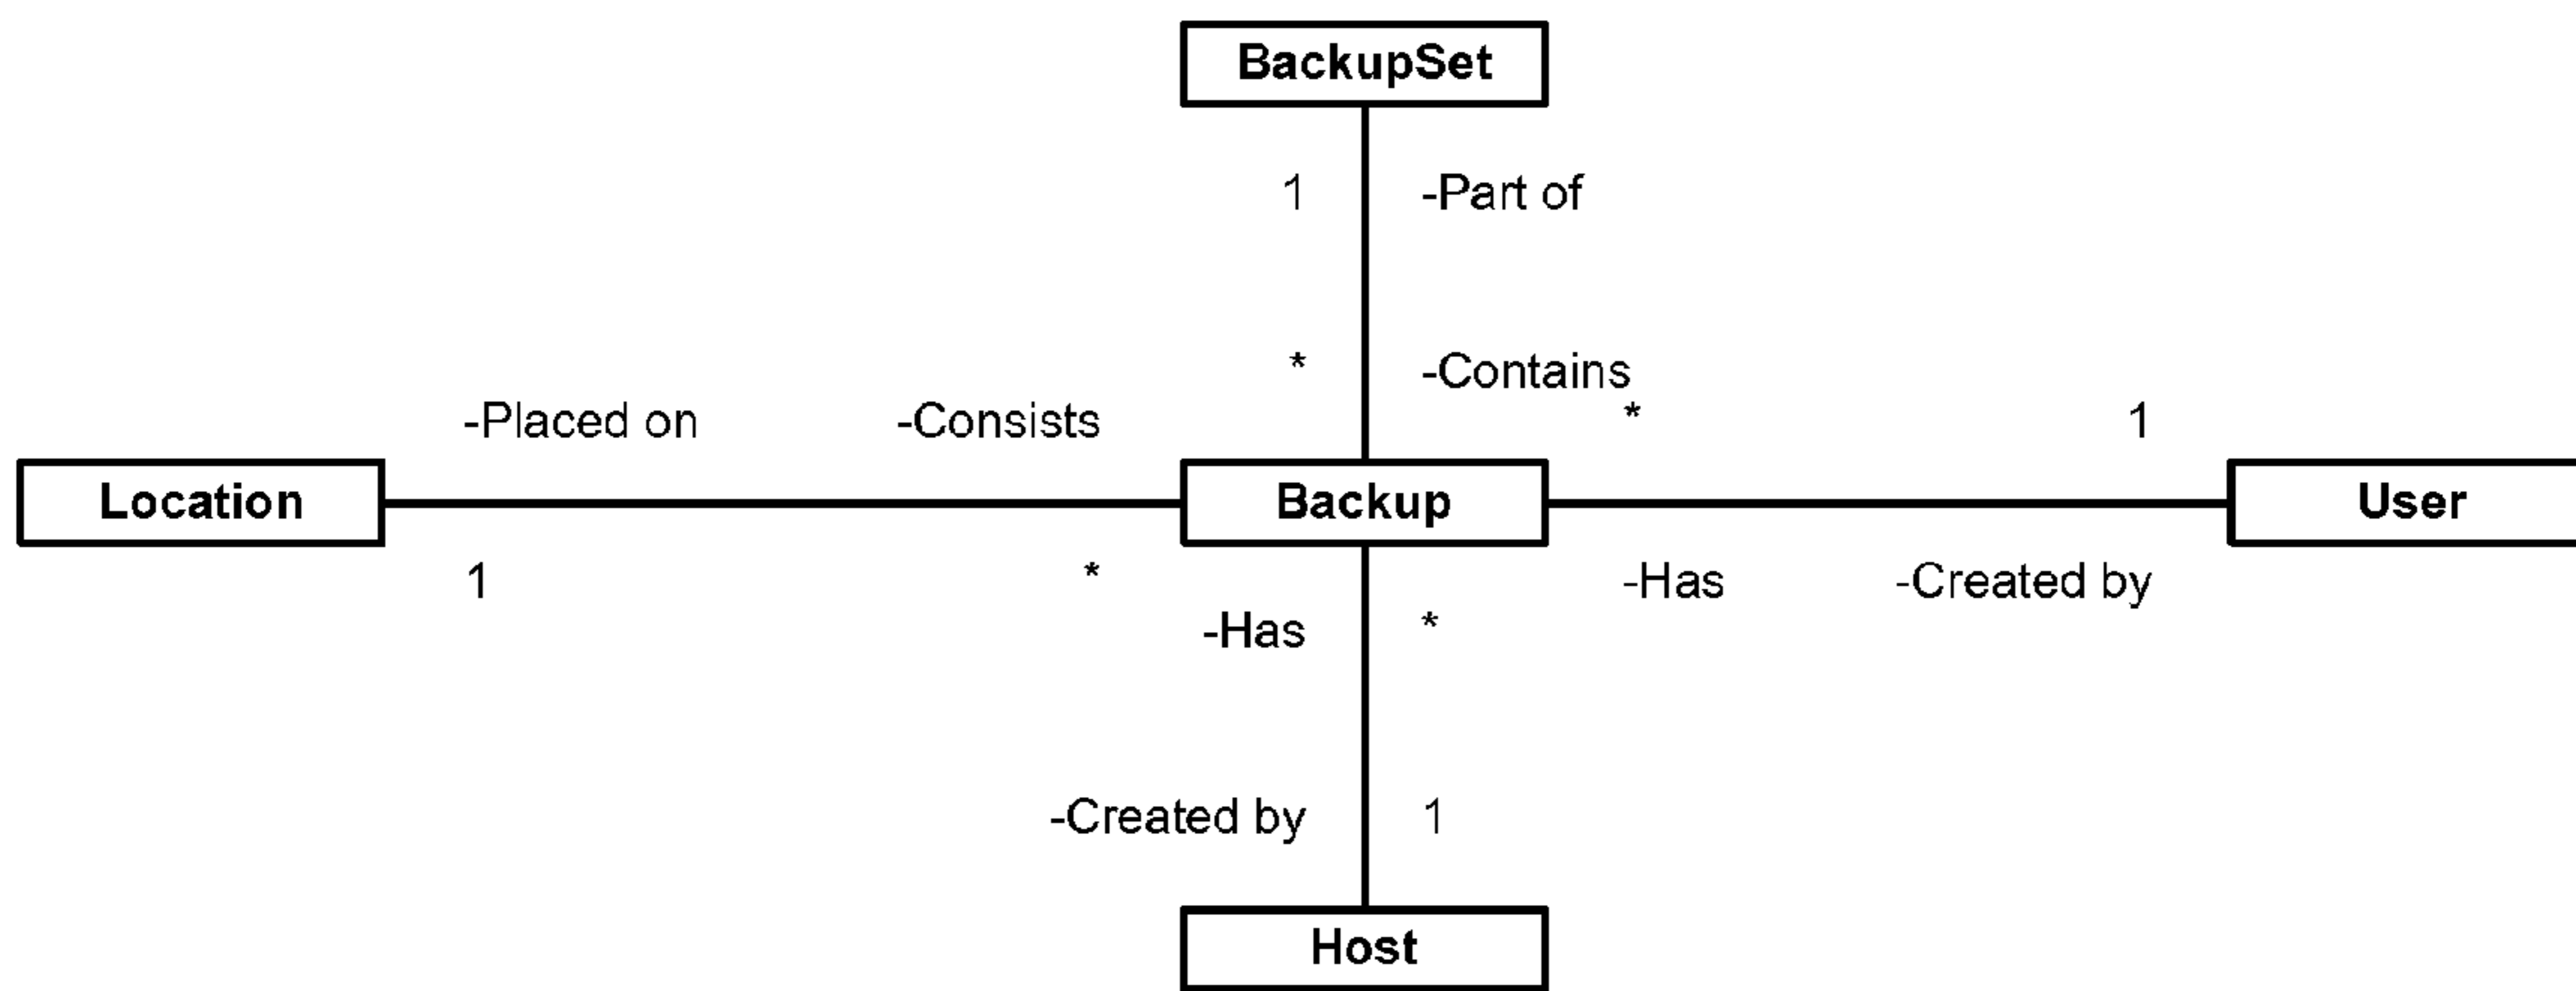 BackupSet
1 -Part of
* -Contains
-Placed on -Consists * 1
Location Backup User
1 * -Has -Created by
-Has *
-Created by 1
Host